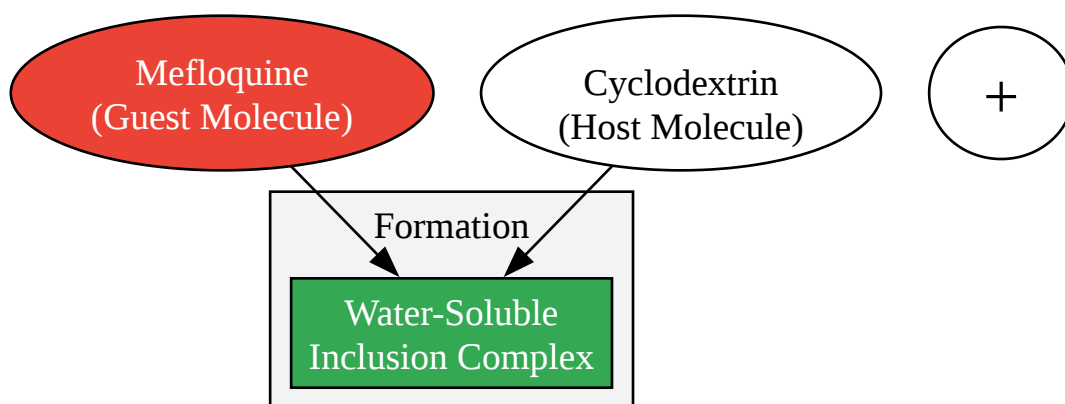 Mefloquine
(Guest Molecule)
Cyclodextrin
(Host Molecule)
+
Formation
Water-Soluble
Inclusion Complex